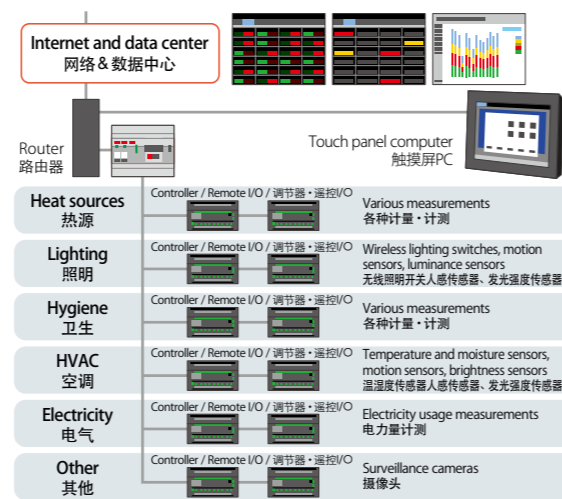 Internet and data center
网络＆数据中心
Router
路由器
Touch panel computer
触摸屏PC
Heat sources
热源
Controller / Remote I/O / 调节器・遥控I/O
Various measurements
各种计量・计测
Lighting
照明
Controller / Remote I/O / 调节器・遥控I/O
Wireless lighting switches, motion
sensors, luminance sensors
无线照明开关人感传感器、发光强度传感器
Hygiene
卫生
Controller / Remote I/O / 调节器・遥控I/O
Various measurements
各种计量・计测
HVAC
空调
Controller / Remote I/O / 调节器・遥控I/O
Temperature and moisture sensors,
motion sensors, brightness sensors
温湿度传感器人感传感器、发光强度传感器
Electricity
电气
Controller / Remote I/O / 调节器・遥控I/O
Electricity usage measurements
电力量计测
Other
其他
Controller / Remote I/O / 调节器・遥控I/O
Surveillance cameras
摄像头